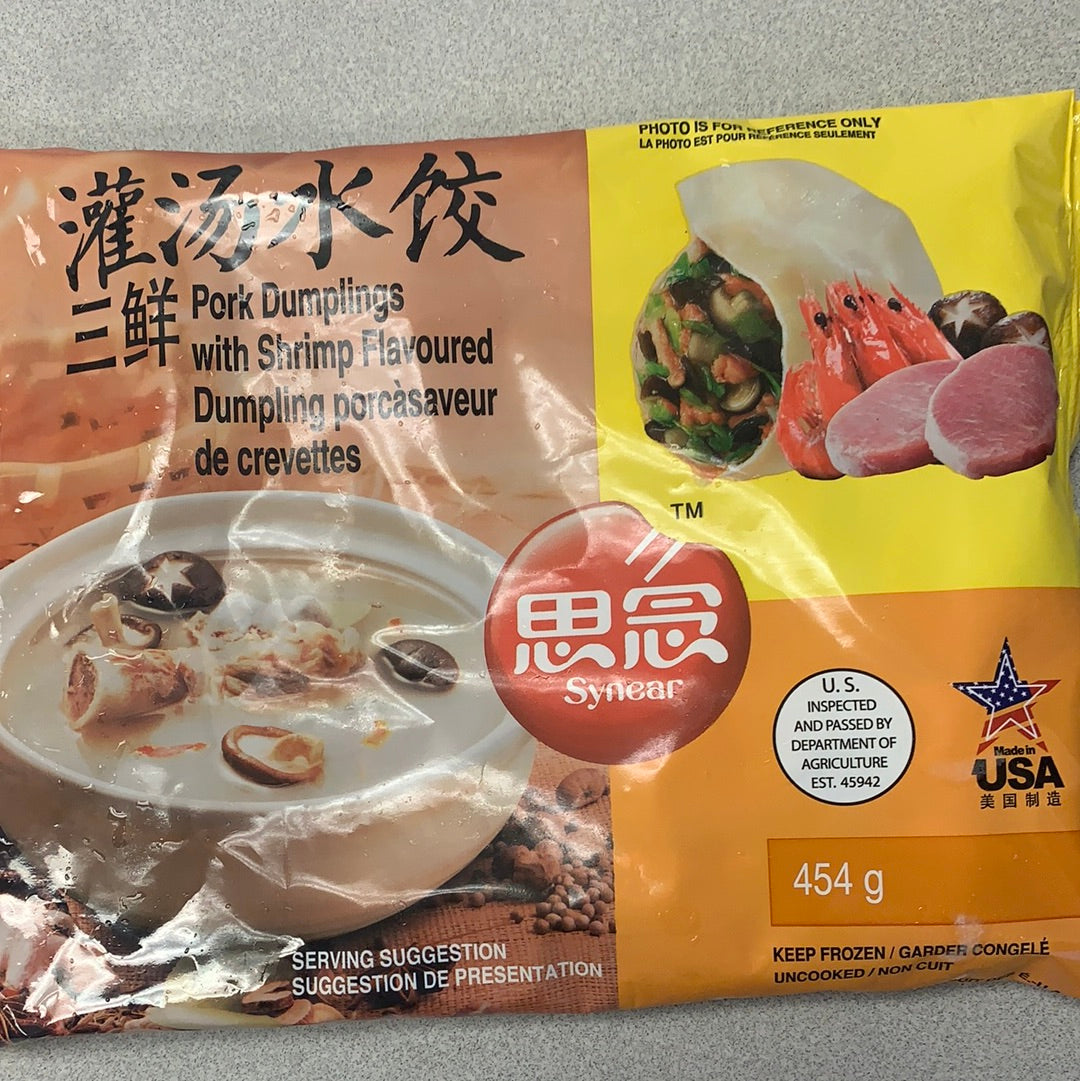 灌汤水饺
三鲜
Pork Dumplings
with Shrimp Flavoured
Dumpling porcàsaveur
de crevettes
PHOTO IS FOR REFERENCE ONLY
LA PHOTO EST POUR REFERENCE SEULEMENT
TM
思念
Synear
U. S.
INSPECTED
AND PASSED BY
DEPARTMENT OF
AGRICULTURE
EST. 45942
Made in
USA
美国制造
454 g
KEEP FROZEN / GARDER CONGELÉ
UNCOOKED / NON CUIT
SERVING SUGGESTION
SUGGESTION DE PRESENTATION